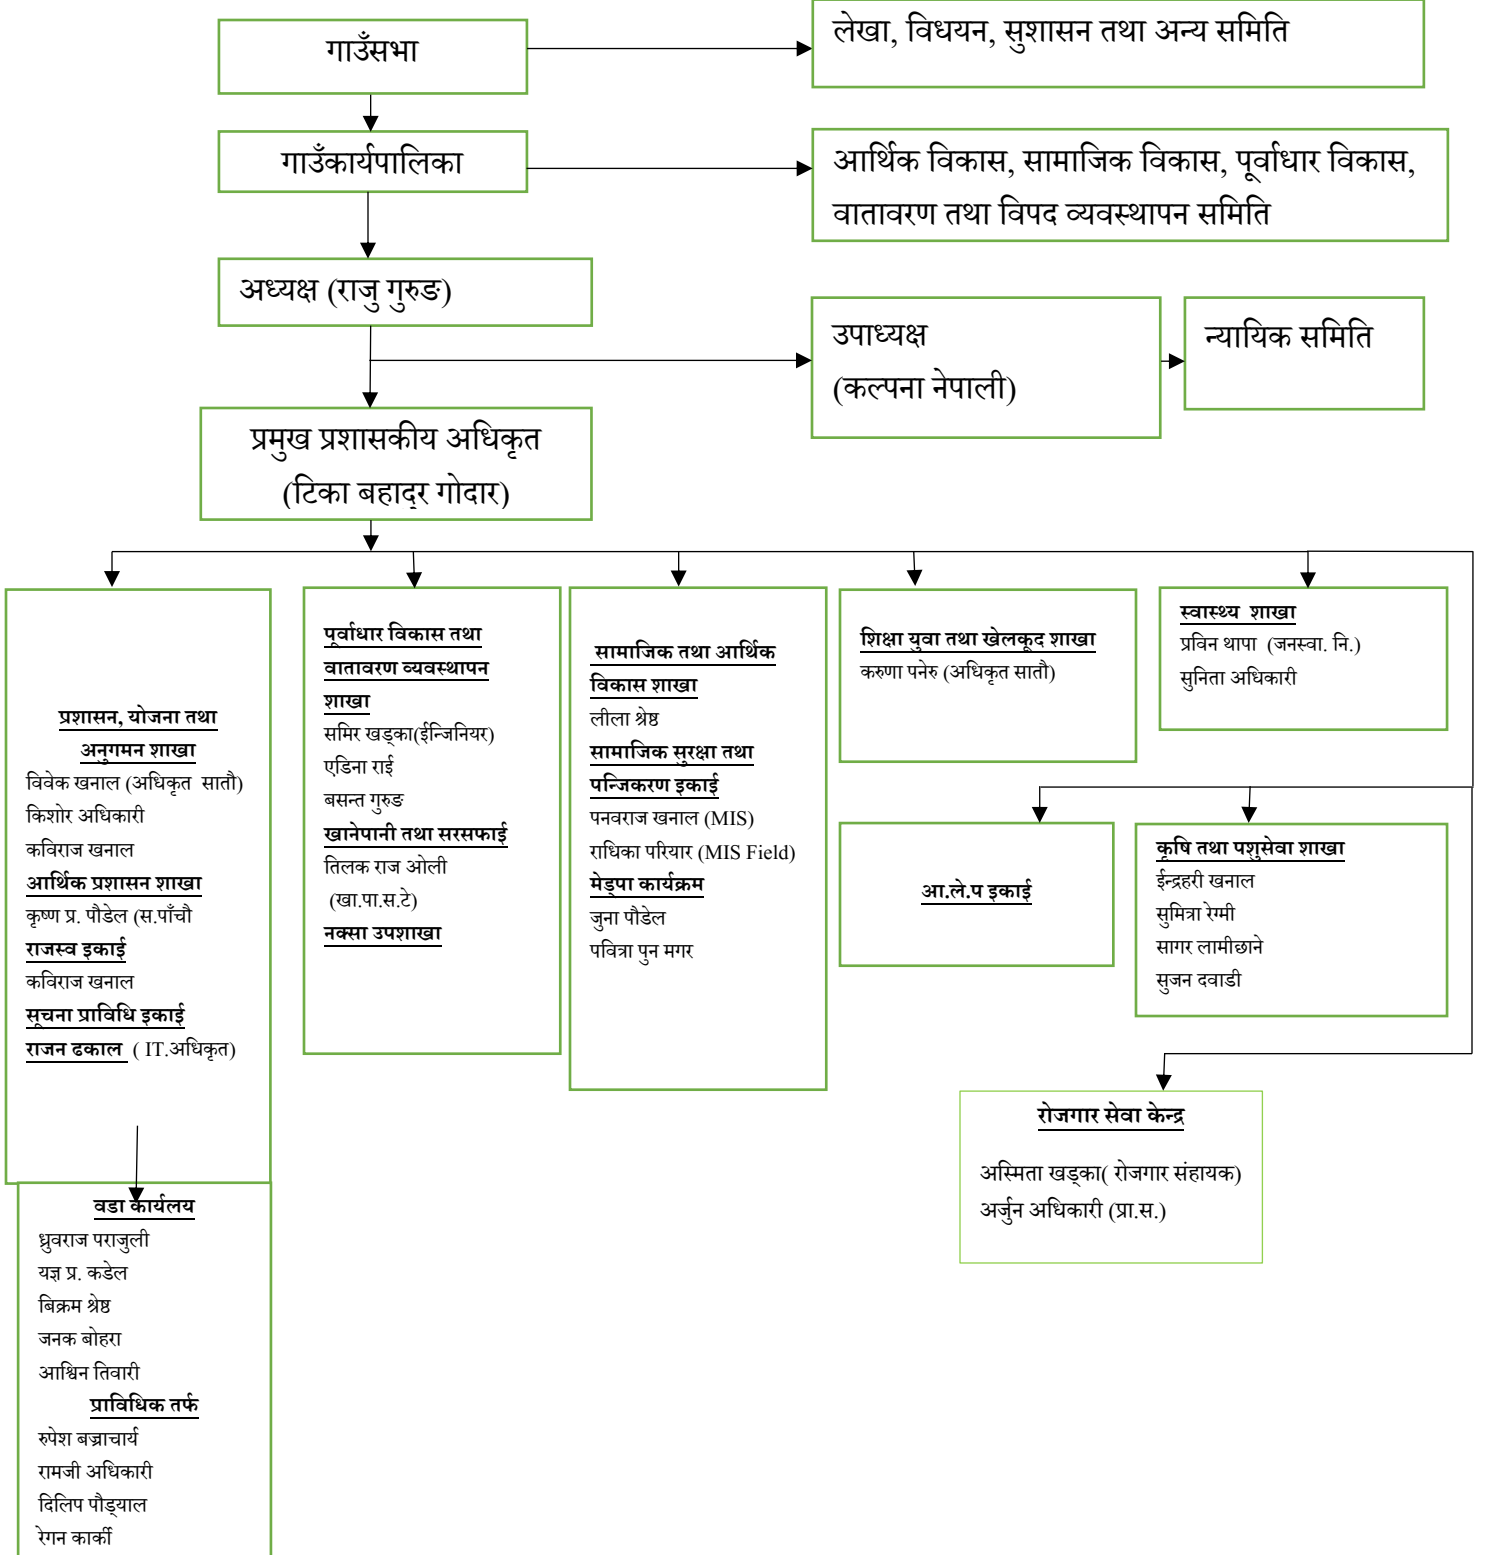 गाउँसभा
लेखा, विधयन, सुशासन तथा अन्य समिति
गाउँकार्यपालिका
आर्थिक विकास, सामाजिक विकास, पूर्वाधार विकास,
वातावरण तथा विपद व्यवस्थापन समिति
अध्यक्ष (राजु गुरुङ)
उपाध्यक्ष
(कल्पना नेपाली)
न्यायिक समिति
प्रमुख प्रशासकीय अधिकृत
(टिका बहादुर गोदार)
प्रशासन, योजना तथा
अनुगमन शाखा
विवेक खनाल (अधिकृत सातौ)
किशोर अधिकारी
कविराज खनाल
आर्थिक प्रशासन शाखा
कृष्ण प्र. पौडेल (स.पाँचौ
राजस्व इकाई
कविराज खनाल
सूचना प्राविधि इकाई
राजन ढकाल ( IT.अधिकृत)
पूर्वाधार विकास तथा
वातावरण व्यवस्थापन
शाखा
समिर खड्का(ईन्जिनियर)
एडिना राई
बसन्त गुरुङ
खानेपानी तथा सरसफाई
तिलक राज ओली
(खा.पा.स.टे)
नक्सा उपशाखा
सामाजिक तथा आर्थिक
विकास शाखा
लीला श्रेष्ठ
सामाजिक सुरक्षा तथा
पन्जिकरण इकाई
पनवराज खनाल (MIS)
राधिका परियार (MIS Field)
मेड्पा कार्यक्रम
जुना पौडेल
पवित्रा पुन मगर
शिक्षा युवा तथा खेलकूद शाखा
करुणा पनेरु (अधिकृत सातौ)
स्वास्थ्य शाखा
प्रविन थापा (जनस्वा. नि.)
सुनिता अधिकारी
आ.ले.प इकाई
कृषि तथा पशुसेवा शाखा
ईन्द्रहरी खनाल
सुमित्रा रेग्मी
सागर लामीछाने
सुजन दवाडी
रोजगार सेवा केन्द्र
अस्मिता खड्का( रोजगार संहायक)
अर्जुन अधिकारी (प्रा.स.)
वडा कार्यलय
ध्रुवराज पराजुली
यज्ञ प्र. कडेल
बिक्रम श्रेष्ठ
जनक बोहरा
आश्विन तिवारी
प्राविधिक तर्फ
रुपेश बज्राचार्य
रामजी अधिकारी
दिलिप पौड्याल
रेगन कार्की